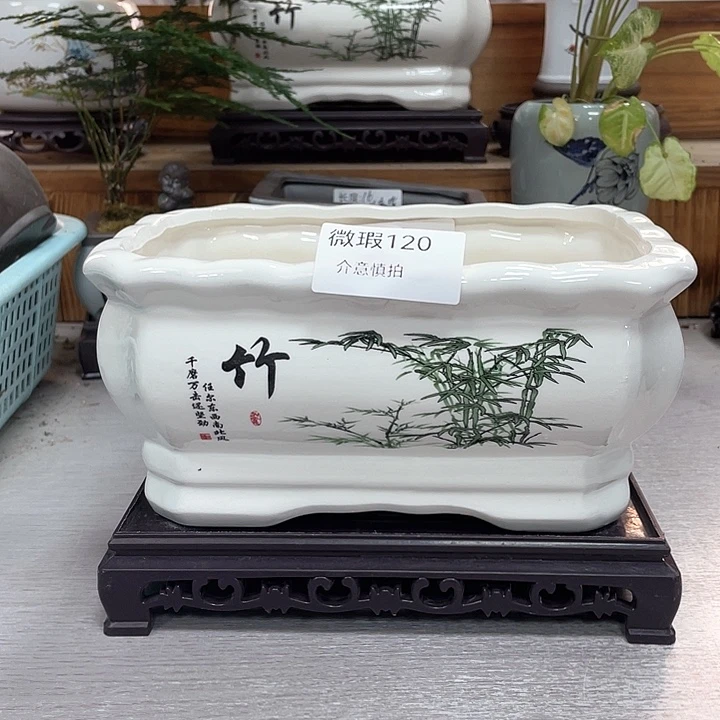 微瑕120
介意慎拍
竹
千磨万击还坚劲
任尔东西南北风